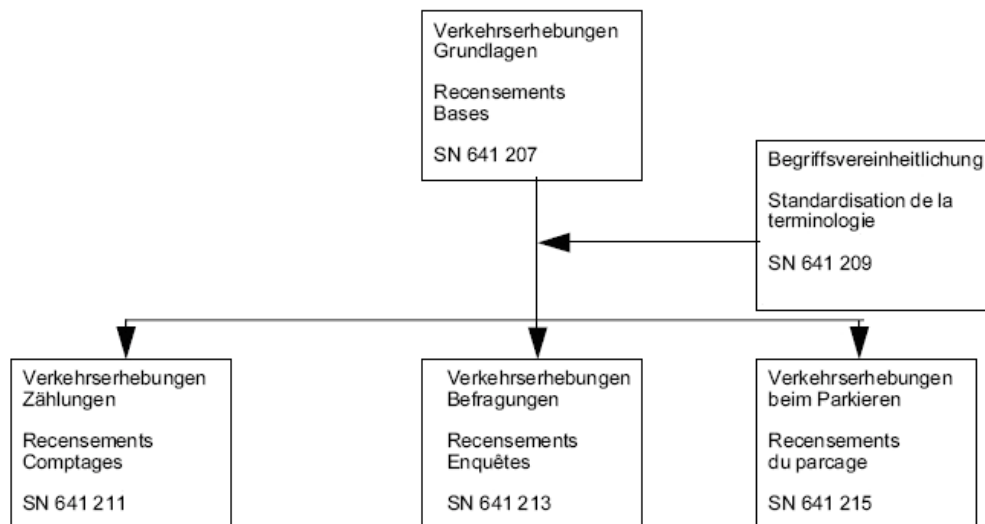 Verkehrserhebungen
Grundlagen
Recensements
Bases
SN 641 207
Begriffsvereinheitlichung
Standardisation de la
terminologie
SN 641 209
Verkehrserhebungen
Zählungen
Recensements
Comptages
SN 641 211
Verkehrserhebungen
Befragungen
Recensements
Enquêtes
SN 641 213
Verkehrserhebungen
beim Parkieren
Recensements
du parcage
SN 641 215